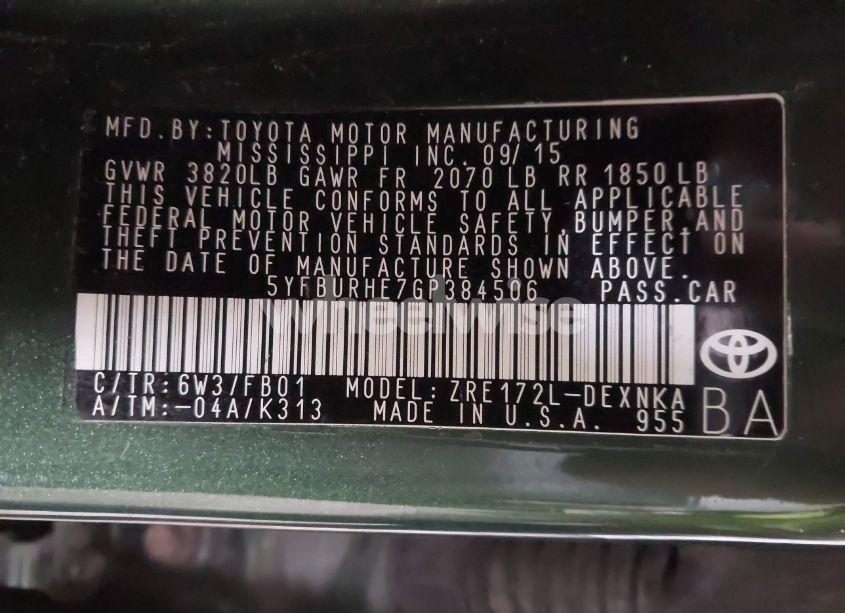 MFD.BY:TOYOTA MOTOR MANUFACTURING
MISSISSIPPI INC. 09/15
GVWR 3820LB GAWR FR 2070 LB RR 1850LB
THIS VEHICLE CONFORMS TO ALL APPLICABLE
FEDERAL MOTOR VEHICLE SAFETY,BUMPER,AND
THEFT PREVENTION STANDARDS IN EFFECT ON
THE DATE OF MANUFACTURE SHOWN ABOVE.
5YFBURHE7GP384506 PASS.CAR
wheelwise
C/TR:6W3/FB01 MODEL: ZRE172L-DEXNKA
A/TM:-04A/K313 MADE IN U.S.A. 955
BA